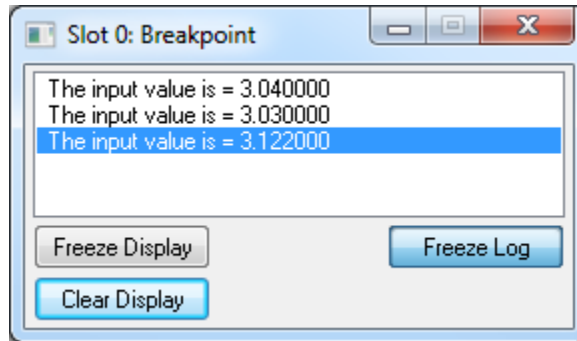 Slot 0: Breakpoint
The input value is = 3.040000
The input value is = 3.030000
The input value is = 3.122000
Freeze Display
Freeze Log
Clear Display